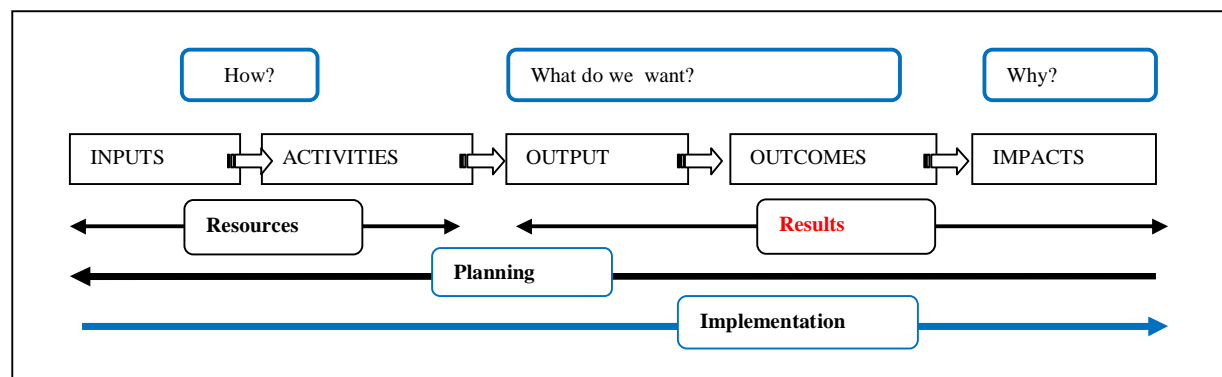 How?
What do we want?
Why?
INPUTS
ACTIVITIES
OUTPUT
OUTCOMES
IMPACTS
Resources
Results
Planning
Implementation